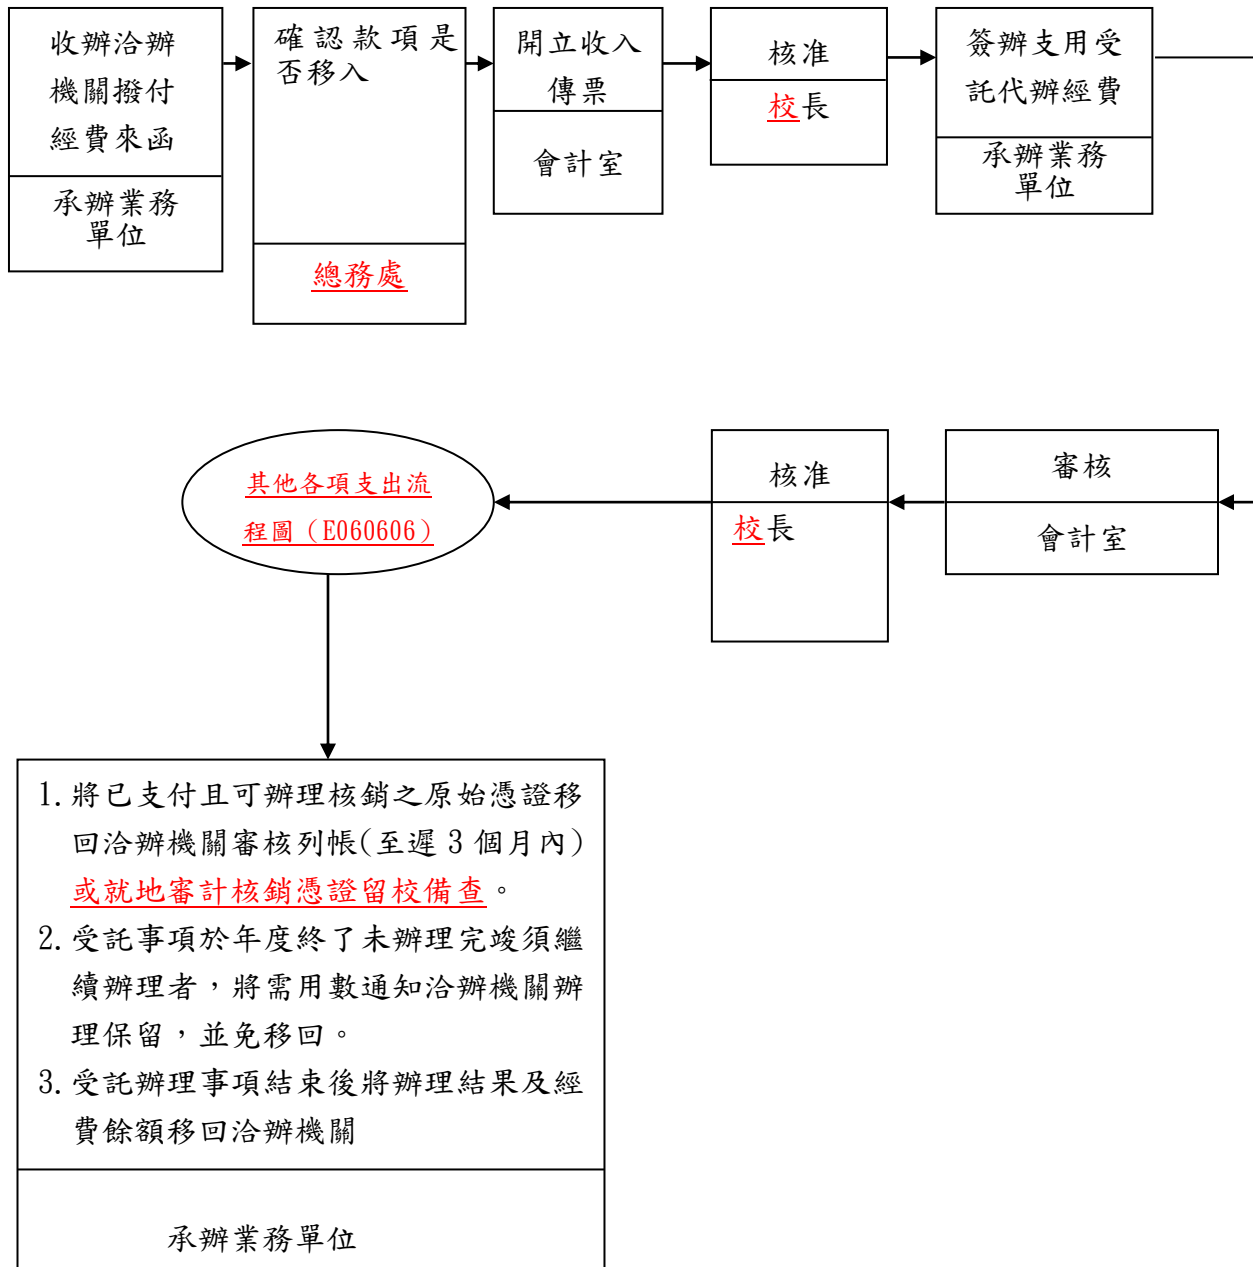 收辦洽辦
機關撥付
經費來函
承辦業務
單位
確認款項是
否移入
總務處
開立收入
傳票
會計室
核准
校長
簽辦支用受
託代辦經費
承辦業務
單位
審核
會計室
核准
校長
其他各項支出流
程圖（E060606）
1. 將已支付且可辦理核銷之原始憑證移
回洽辦機關審核列帳(至遲 3 個月內)
或就地審計核銷憑證留校備查。
2. 受託事項於年度終了未辦理完竣須繼
續辦理者，將需用數通知洽辦機關辦
理保留，並免移回。
3. 受託辦理事項結束後將辦理結果及經
費餘額移回洽辦機關
承辦業務單位